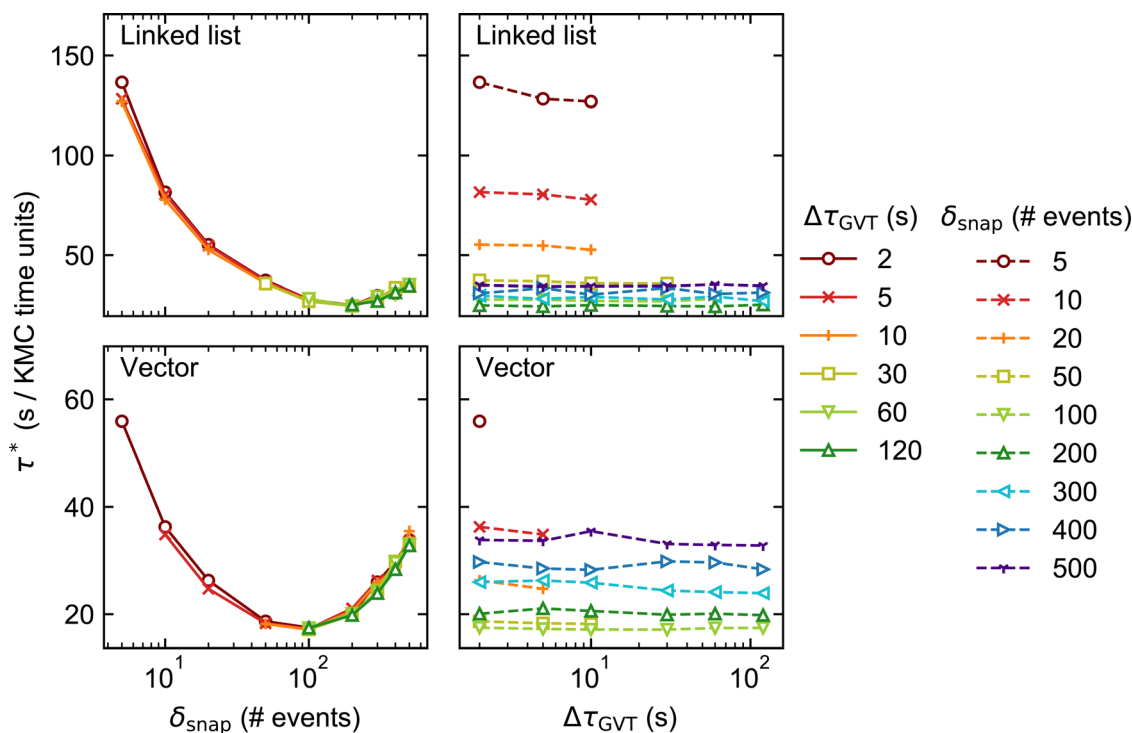 Linked list
Linked list
150
100
50
Vector
Vector
60
40
20
τ* (s / KMC time units)
10¹
10²
10¹
10²
δsnap (# events)
ΔτGVT (s)
ΔτGVT (s)
2
5
10
30
60
120
δsnap (# events)
5
10
20
50
100
200
300
400
500